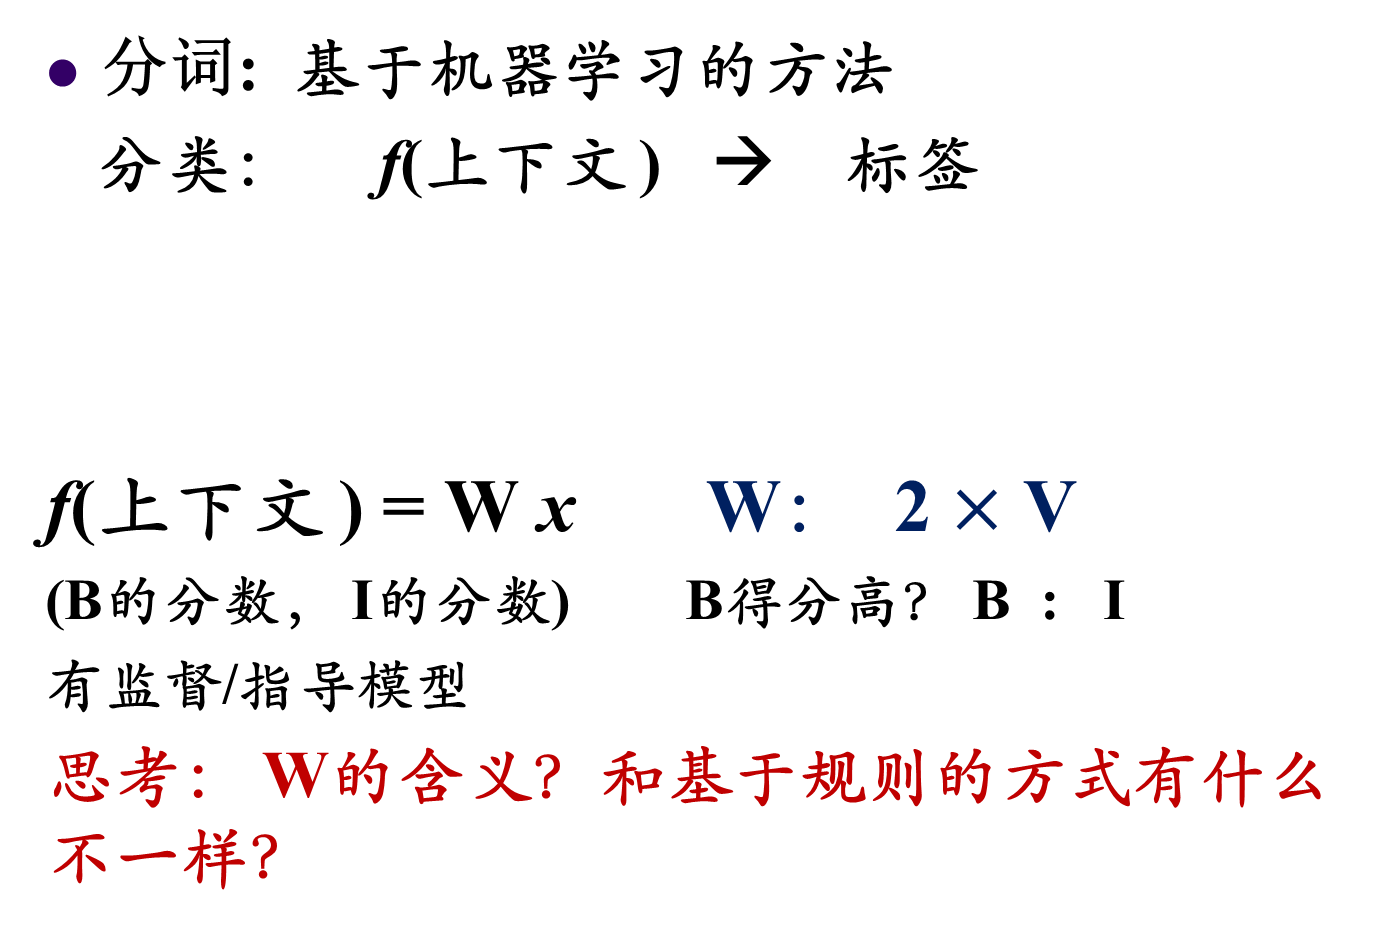 ● 分词: 基于机器学习的方法
分类: f(上下文) → 标签
f(上下文) = W x W: 2 × V
(B的分数, I的分数) B得分高? B : I
有监督/指导模型
思考: W的含义? 和基于规则的方式有什么
不一样?